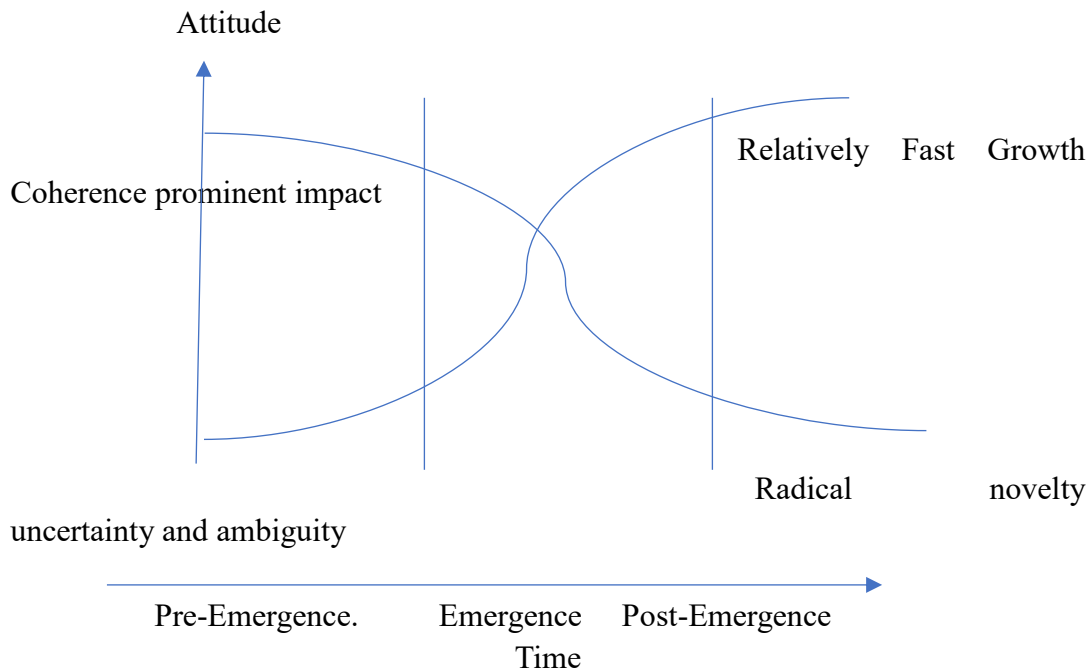 Attitude
Relatively Fast Growth
Coherence prominent impact
Radical novelty
uncertainty and ambiguity
Pre-Emergence. Emergence Post-Emergence
Time